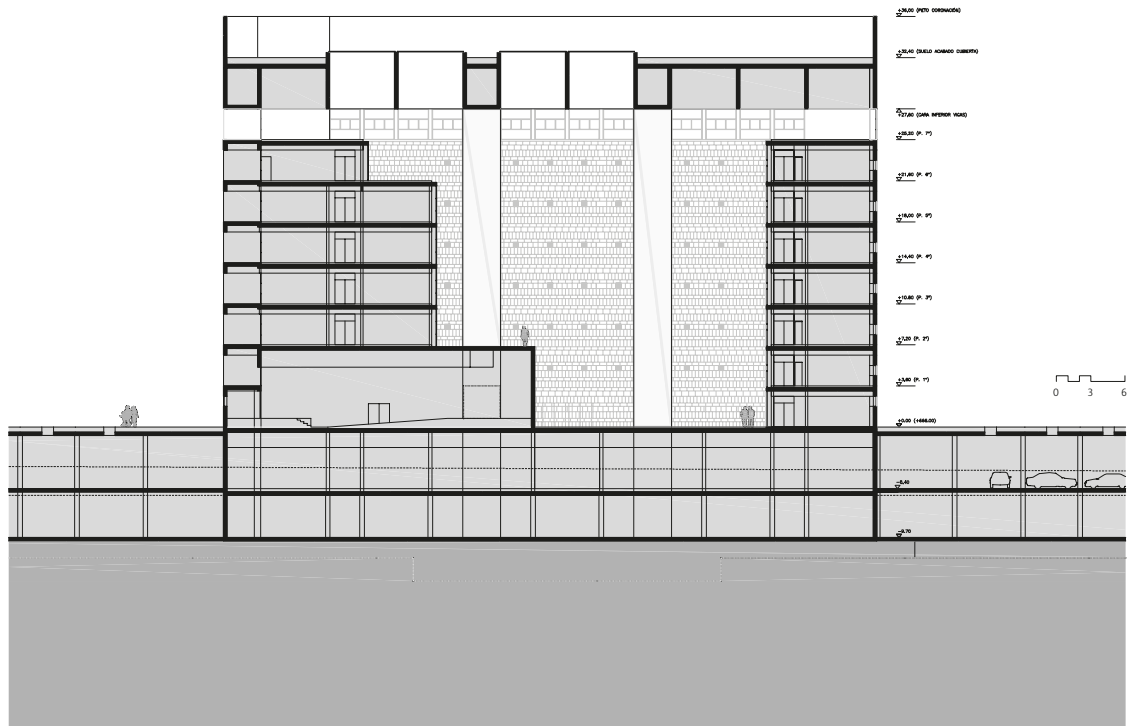 +36,00 (PETO CORONACIÓN)
+32,40 (SUELO ACABADO CUBIERTA)
+27,60 (CARA INFERIOR VIGAS)
+25,20 (P. 7ª)
+21,60 (P. 6ª)
+18,00 (P. 5ª)
+14,40 (P. 4ª)
+10,80 (P. 3ª)
+7,20 (P. 2ª)
+3,60 (P. 1ª)
0 3 6
+0.00 (+666.00)
-5,40
-9.70